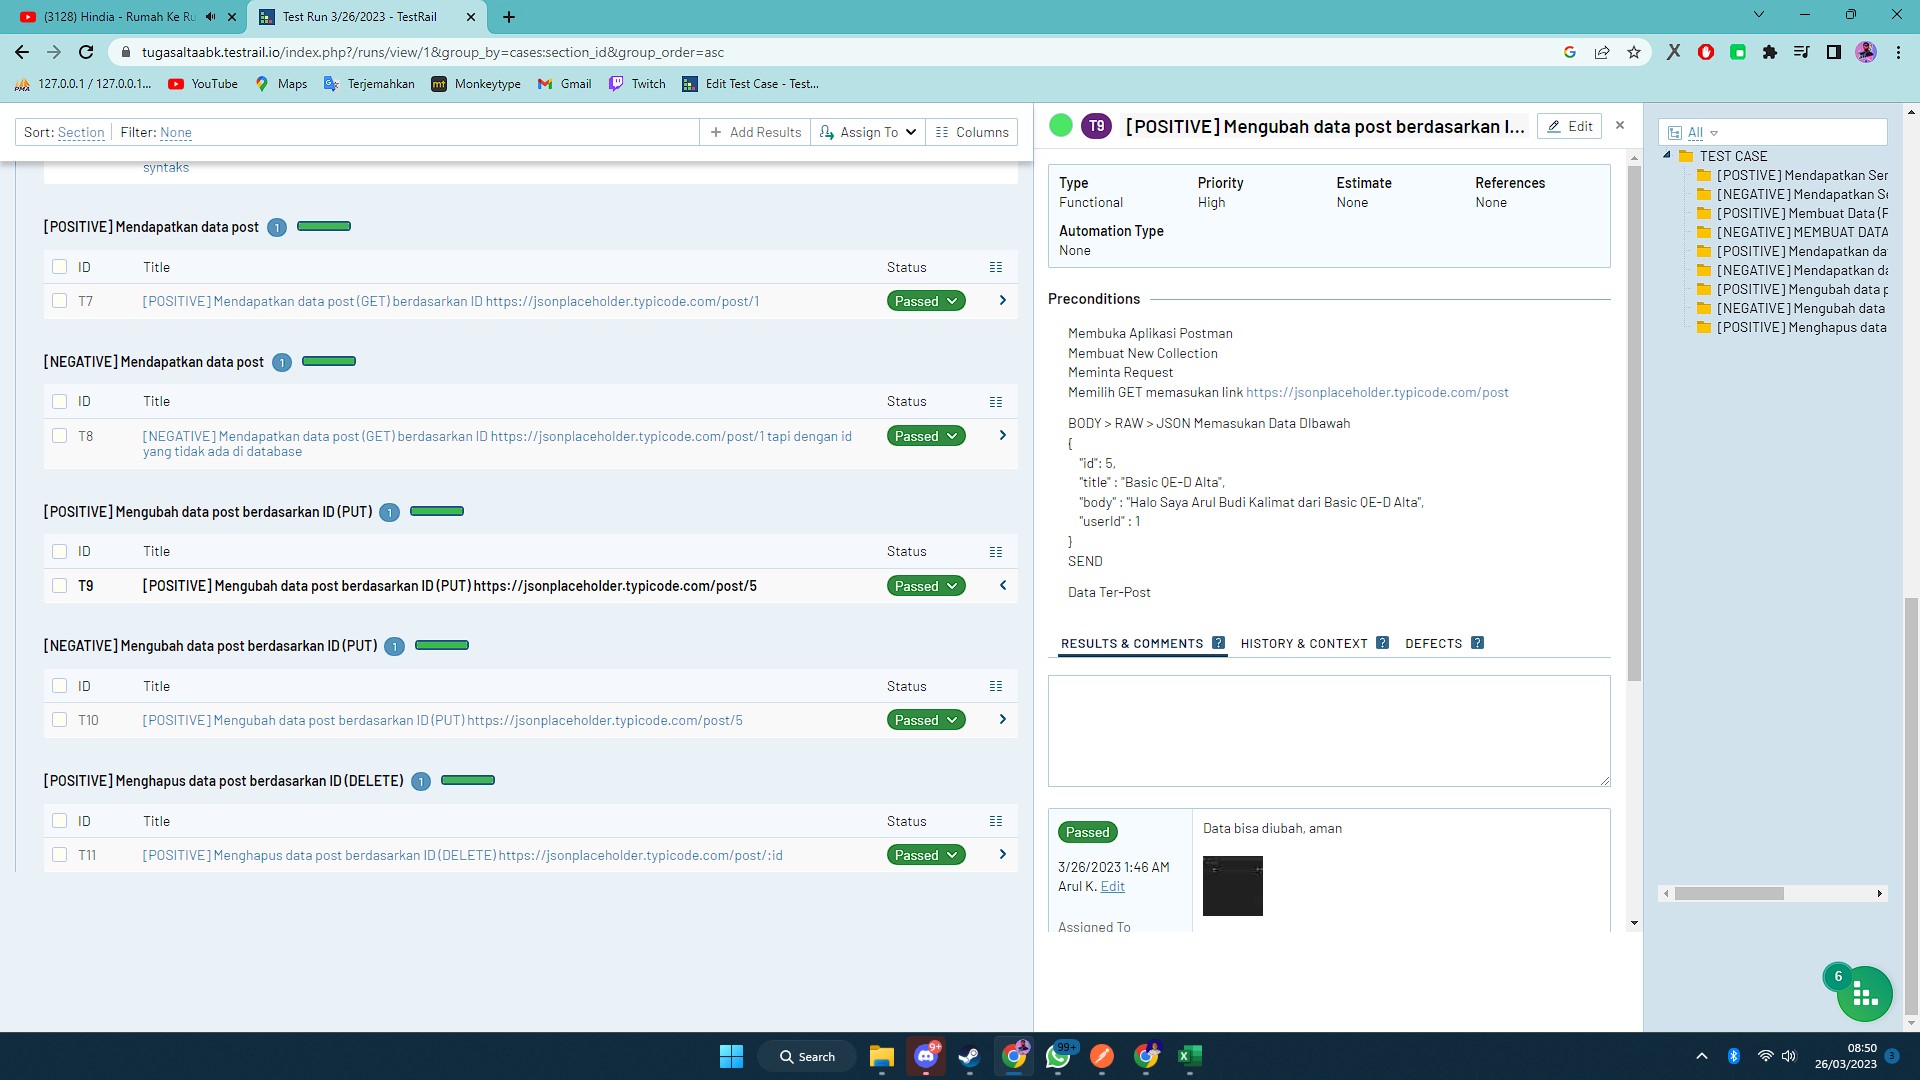 (3128) Hindia - Rumah Ke Ru
Test Run 3/26/2023 - TestRail
tugasaltaabk.testrail.io/index.php?/runs/view/1&group_by=cases:section_id&group_order=asc
127.0.0.1 / 127.0.0.1...
YouTube
Maps
Terjemahkan
Monkeytype
Gmail
Twitch
Edit Test Case - Test...
Sort: Section
Filter: None
Add Results
Assign To
Columns
syntaks
[POSITIVE] Mendapatkan data post 1
ID Title Status
T7 [POSITIVE] Mendapatkan data post (GET) berdasarkan ID https://jsonplaceholder.typicode.com/post/1 Passed
[NEGATIVE] Mendapatkan data post 1
ID Title Status
T8 [NEGATIVE] Mendapatkan data post (GET) berdasarkan ID https://jsonplaceholder.typicode.com/post/1 tapi dengan id Passed
yang tidak ada di database
[POSITIVE] Mengubah data post berdasarkan ID (PUT) 1
ID Title Status
T9 [POSITIVE] Mengubah data post berdasarkan ID (PUT) https://jsonplaceholder.typicode.com/post/5 Passed
[NEGATIVE] Mengubah data post berdasarkan ID (PUT) 1
ID Title Status
T10 [POSITIVE] Mengubah data post berdasarkan ID (PUT) https://jsonplaceholder.typicode.com/post/5 Passed
[POSITIVE] Menghapus data post berdasarkan ID (DELETE) 1
ID Title Status
T11 [POSITIVE] Menghapus data post berdasarkan ID (DELETE) https://jsonplaceholder.typicode.com/post/:id Passed
T9 [POSITIVE] Mengubah data post berdasarkan I... Edit
Type Priority Estimate References
Functional High None None
Automation Type
None
Preconditions
Membuka Aplikasi Postman
Membuat New Collection
Meminta Request
Memilih GET memasukan link https://jsonplaceholder.typicode.com/post
BODY > RAW > JSON Memasukan Data DIbawah
{
"id": 5,
"title" : "Basic QE-D Alta",
"body" : "Halo Saya Arul Budi Kalimat dari Basic QE-D Alta",
"userId" : 1
}
SEND
Data Ter-Post
RESULTS & COMMENTS ? HISTORY & CONTEXT ? DEFECTS ?
Passed
Data bisa diubah, aman
3/26/2023 1:46 AM
Arul K. Edit
Assigned To
All
TEST CASE
[POSTIVE] Mendapatkan Ser
[NEGATIVE] Mendapatkan Se
[POSITIVE] Membuat Data (F
[NEGATIVE] MEMBUAT DATA
[POSITIVE] Mendapatkan da
[NEGATIVE] Mendapatkan da
[POSITIVE] Mengubah data p
[NEGATIVE] Mengubah data
[POSITIVE] Menghapus data
6
Search
9+
99+
08:50
26/03/2023
3